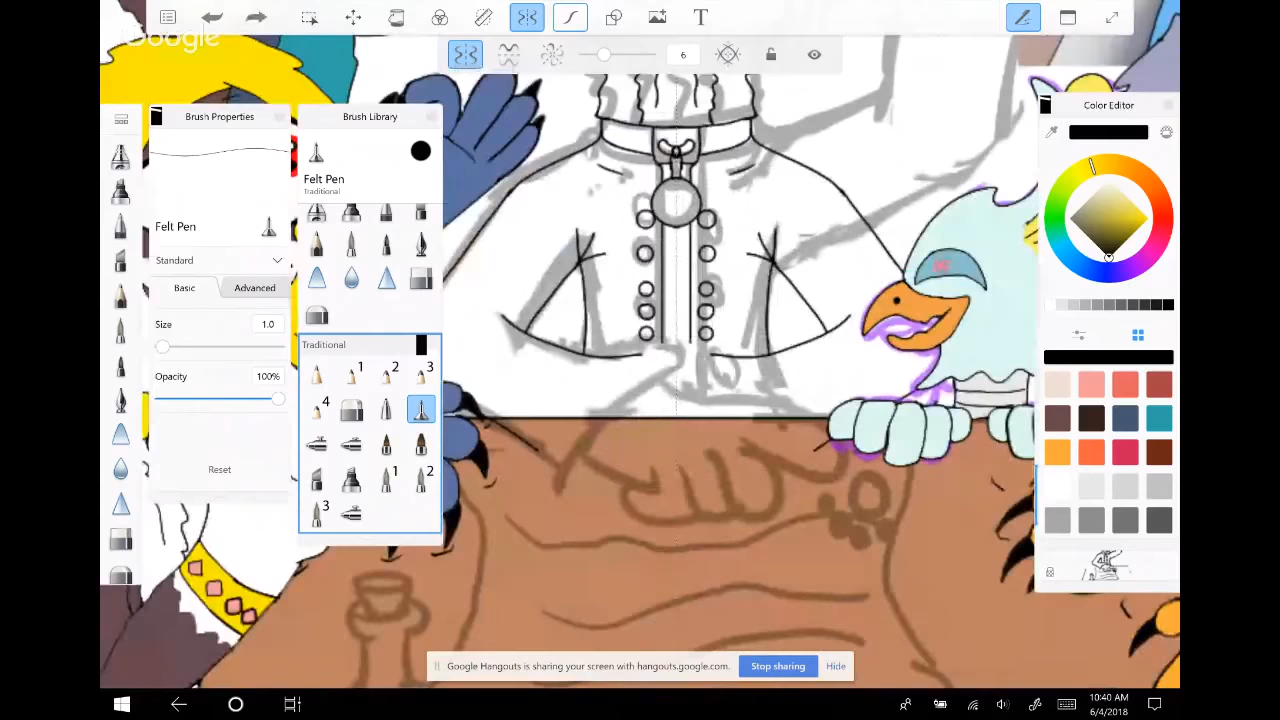 Google
T
6
Brush Properties
Brush Library
Color Editor
Felt Pen
Traditional
Felt Pen
Standard
Basic
Advanced
Size
1.0
Opacity
100%
Reset
Traditional
1
2
3
4
1
2
3
Google Hangouts is sharing your screen with hangouts.google.com.
Stop sharing
Hide
10:40 AM
6/4/2018